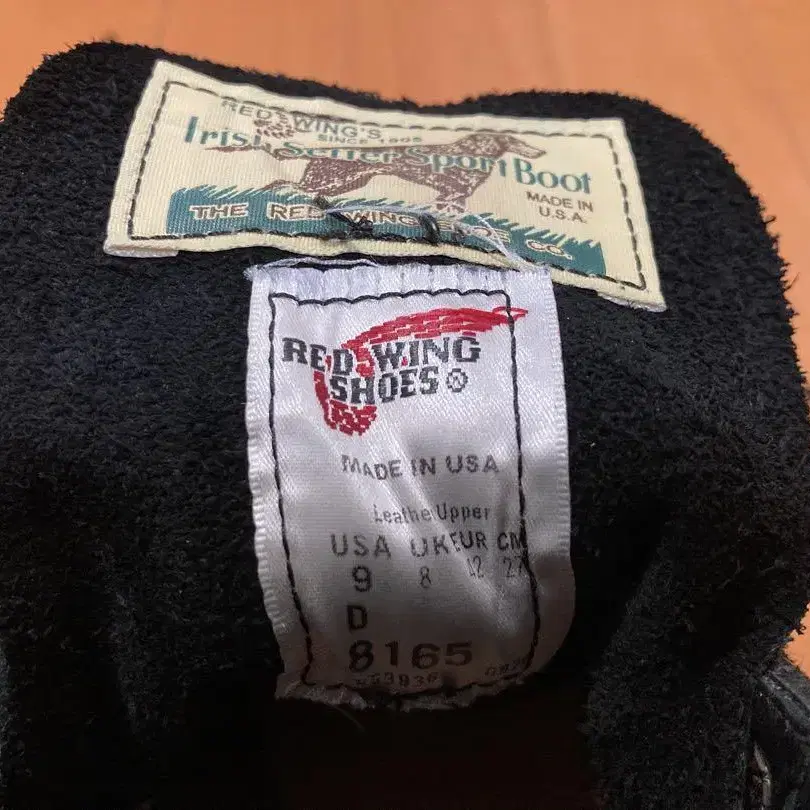 RED WING'S
SINCE 1905
Irish Setter Sport Boot
MADE IN
U.S.A.
THE RED WING SHOE CO.
RED WING
SHOES ®
MADE IN USA
Leather Upper
USA UK EUR CM
9 8 42 27
D
8165